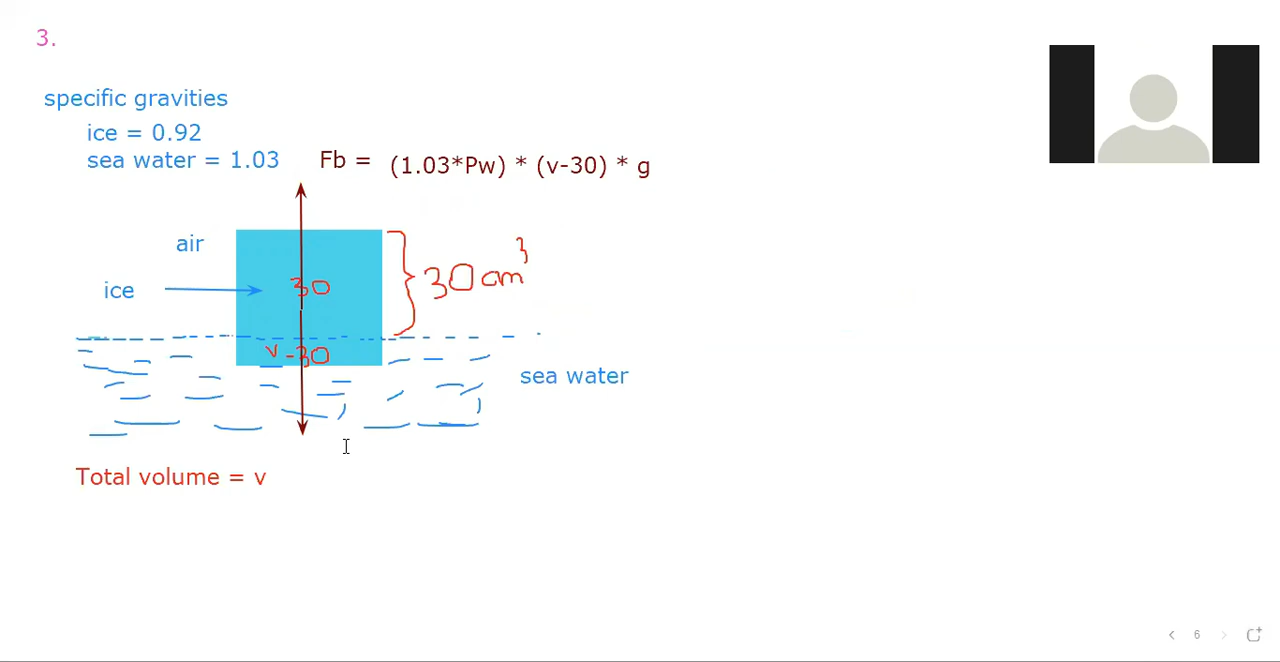 3.
specific gravities
ice = 0.92
sea water = 1.03
Fb = (1.03*Pw) * (v-30) * g
air
30 cm³
ice
30
v-30
sea water
Total volume = v
6